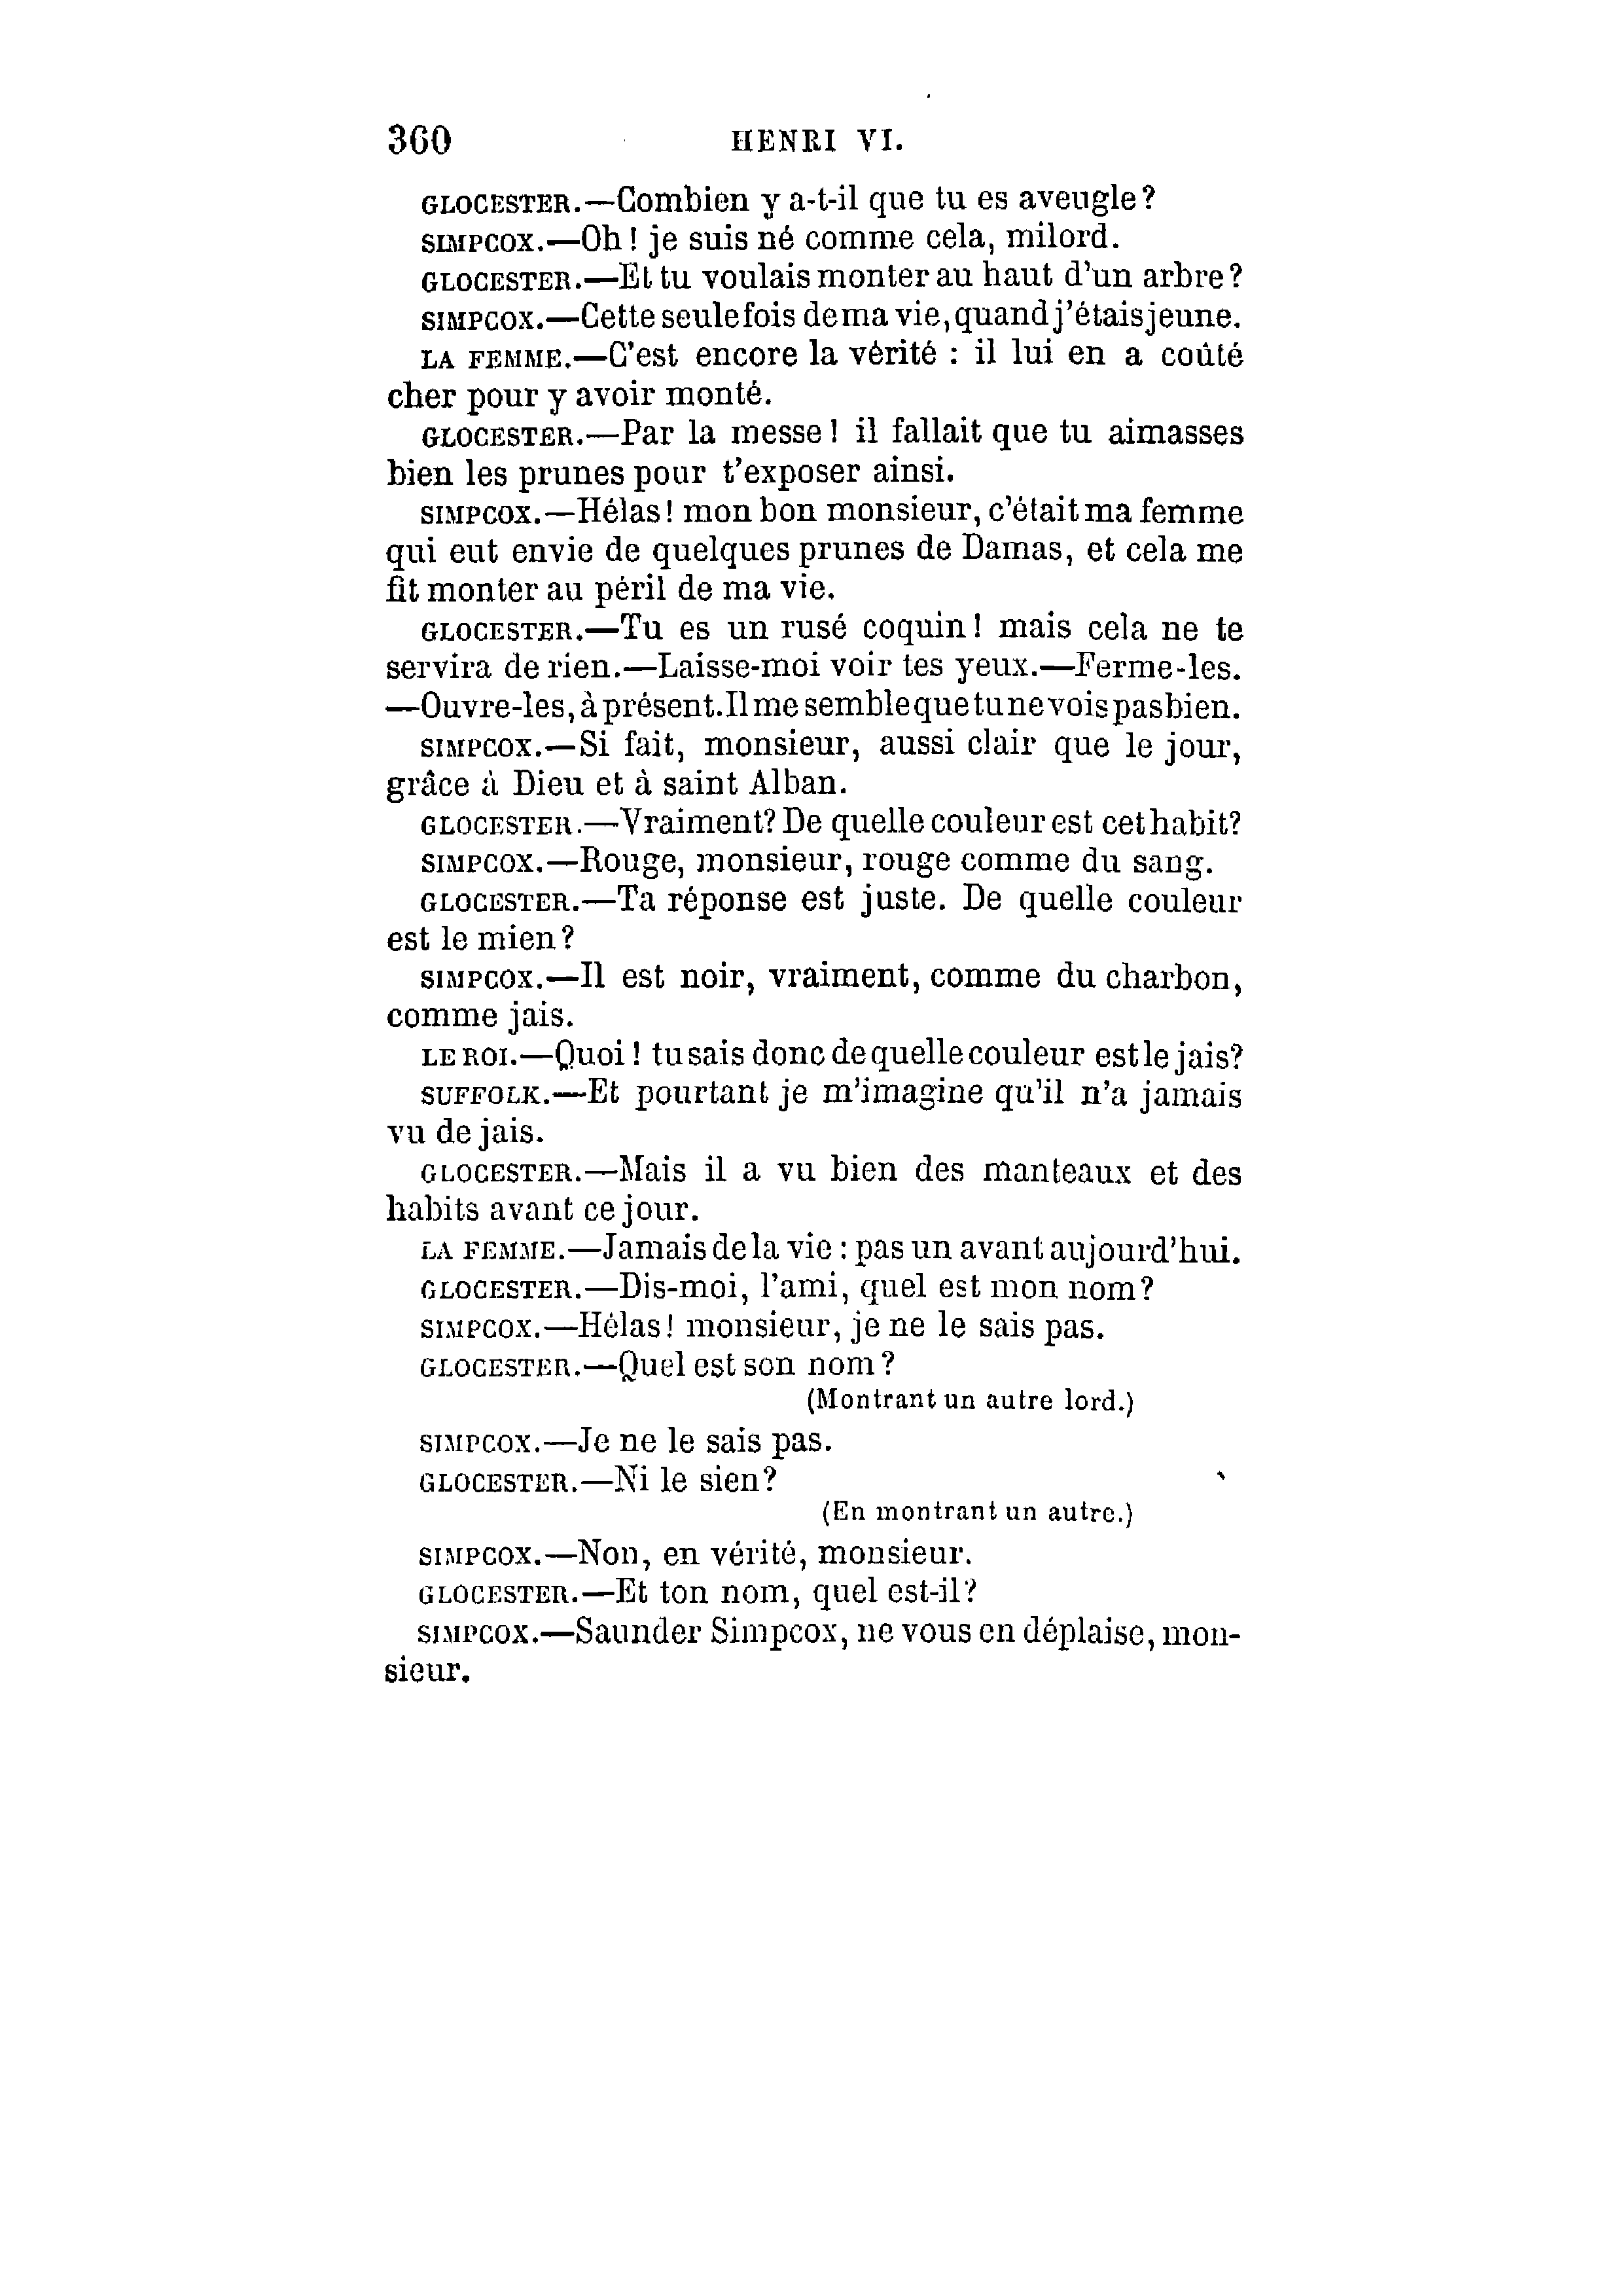 360 HENRI VI.
GLOCESTER.—Combien y a-t-il que tu es aveugle?
SIMPCOX.—Oh! je suis né comme cela, milord.
GLOCESTER.—Et tu voulais monter au haut d'un arbre?
SIMPCOX.—Cette seule fois de ma vie, quand j'étais jeune.
LA FEMME.—C'est encore la vérité : il lui en a coûté
cher pour y avoir monté.
GLOCESTER.—Par la messe! il fallait que tu aimasses
bien les prunes pour t'exposer ainsi.
SIMPCOX.—Hélas! mon bon monsieur, c'était ma femme
qui eut envie de quelques prunes de Damas, et cela me
fit monter au péril de ma vie.
GLOCESTER.—Tu es un rusé coquin! mais cela ne te
servira de rien.—Laisse-moi voir tes yeux.—Ferme-les.
—Ouvre-les, à présent. Il me semble que tu ne vois pas bien.
SIMPCOX.—Si fait, monsieur, aussi clair que le jour,
grâce à Dieu et à saint Alban.
GLOCESTER.—Vraiment? De quelle couleur est cet habit?
SIMPCOX.—Rouge, monsieur, rouge comme du sang.
GLOCESTER.—Ta réponse est juste. De quelle couleur
est le mien?
SIMPCOX.—Il est noir, vraiment, comme du charbon,
comme jais.
LE ROI.—Quoi! tu sais donc de quelle couleur est le jais?
SUFFOLK.—Et pourtant je m'imagine qu'il n'a jamais
vu de jais.
GLOCESTER.—Mais il a vu bien des manteaux et des
habits avant ce jour.
LA FEMME.—Jamais de la vie : pas un avant aujourd'hui.
GLOCESTER.—Dis-moi, l'ami, quel est mon nom?
SIMPCOX.—Hélas! monsieur, je ne le sais pas.
GLOCESTER.—Quel est son nom?
(Montrant un autre lord.)
SIMPCOX.—Je ne le sais pas.
GLOCESTER.—Ni le sien?
(En montrant un autre.)
SIMPCOX.—Non, en vérité, monsieur.
GLOCESTER.—Et ton nom, quel est-il?
SIMPCOX.—Saunder Simpcox, ne vous en déplaise, mon-
sieur.